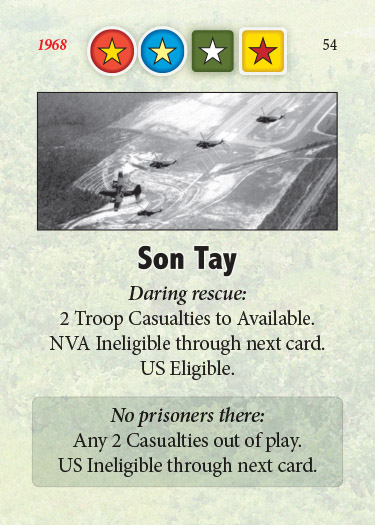 1968
54
Son Tay
Daring rescue:
2 Troop Casualties to Available.
NVA Ineligible through next card.
US Eligible.
No prisoners there:
Any 2 Casualties out of play.
US Ineligible through next card.